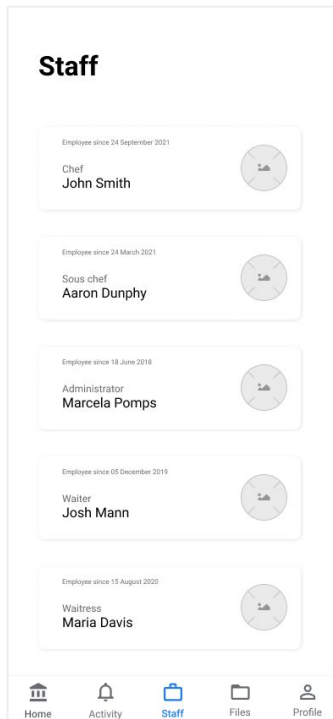 Staff
Employee since 24 September 2021
Chef
John Smith
Employee since 24 March 2021
Sous chef
Aaron Dunphy
Employee since 18 June 2018
Administrator
Marcela Pomps
Employee since 05 December 2019
Waiter
Josh Mann
Employee since 15 August 2020
Waitress
Maria Davis
Home Activity Staff Files Profile